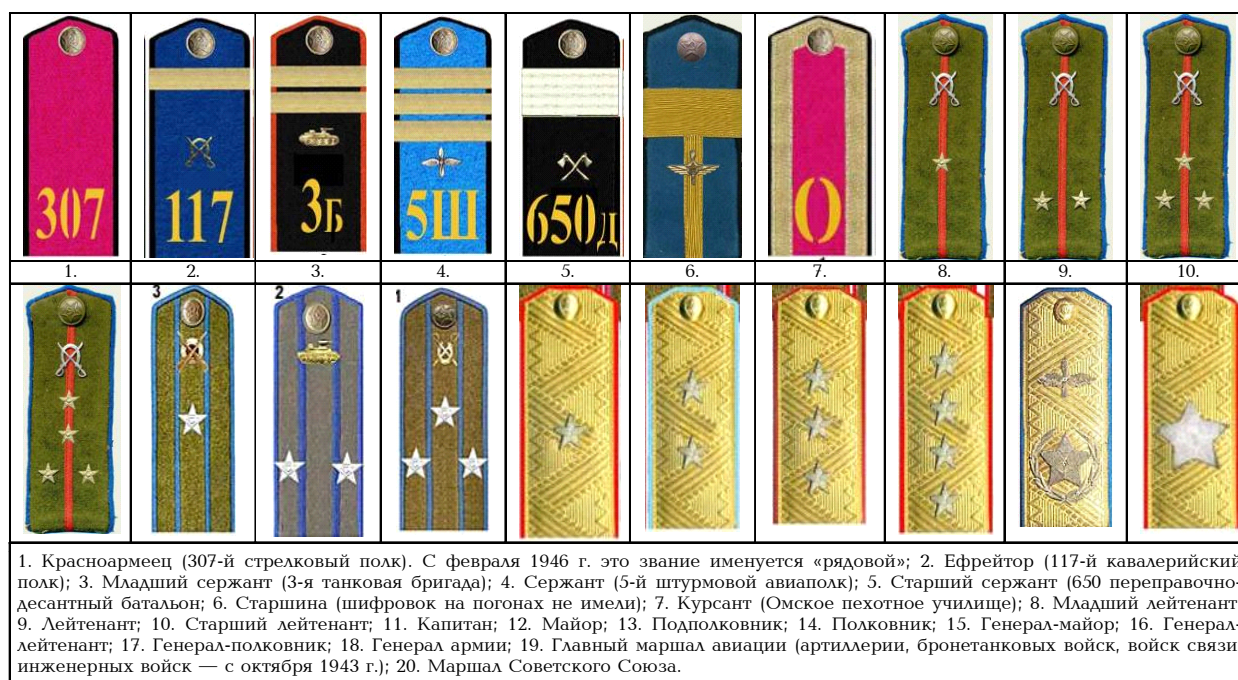 307 117 3Б 5Ш 650д О
1. 2. 3. 4. 5. 6. 7. 8. 9. 10.
3 2 1
1. Красноармеец (307-й стрелковый полк). С февраля 1946 г. это звание именуется «рядовой»; 2. Ефрейтор (117-й кавалерийский
полк); 3. Младший сержант (3-я танковая бригада); 4. Сержант (5-й штурмовой авиаполк); 5. Старший сержант (650 переправочно-
десантный батальон; 6. Старшина (шифровок на погонах не имели); 7. Курсант (Омское пехотное училище); 8. Младший лейтенант
9. Лейтенант; 10. Старший лейтенант; 11. Капитан; 12. Майор; 13. Подполковник; 14. Полковник; 15. Генерал-майор; 16. Генерал-
лейтенант; 17. Генерал-полковник; 18. Генерал армии; 19. Главный маршал авиации (артиллерии, бронетанковых войск, войск связи
инженерных войск — с октября 1943 г.); 20. Маршал Советского Союза.